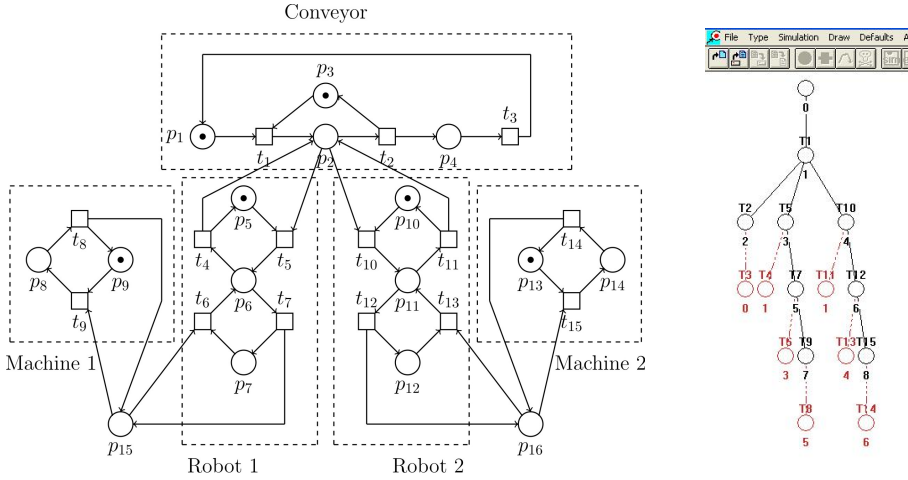 Conveyor
p3
p1
t1
p2
t2
p4
t3
p5
t4
t5
p6
t6
t7
p7
p10
t10
t11
p11
t12
t13
p12
t8
p8
p9
t9
Machine 1
t14
p13
p14
t15
Machine 2
p15
p16
Robot 1
Robot 2
File Type Simulation Draw Defaults A
0
T1
1
T2 T5 T10
2 3 4
T3 T4 T7 T11 T12
0 1 5 1 6
T6 T9 T13 T15
3 7 4 8
T8 T14
5 6